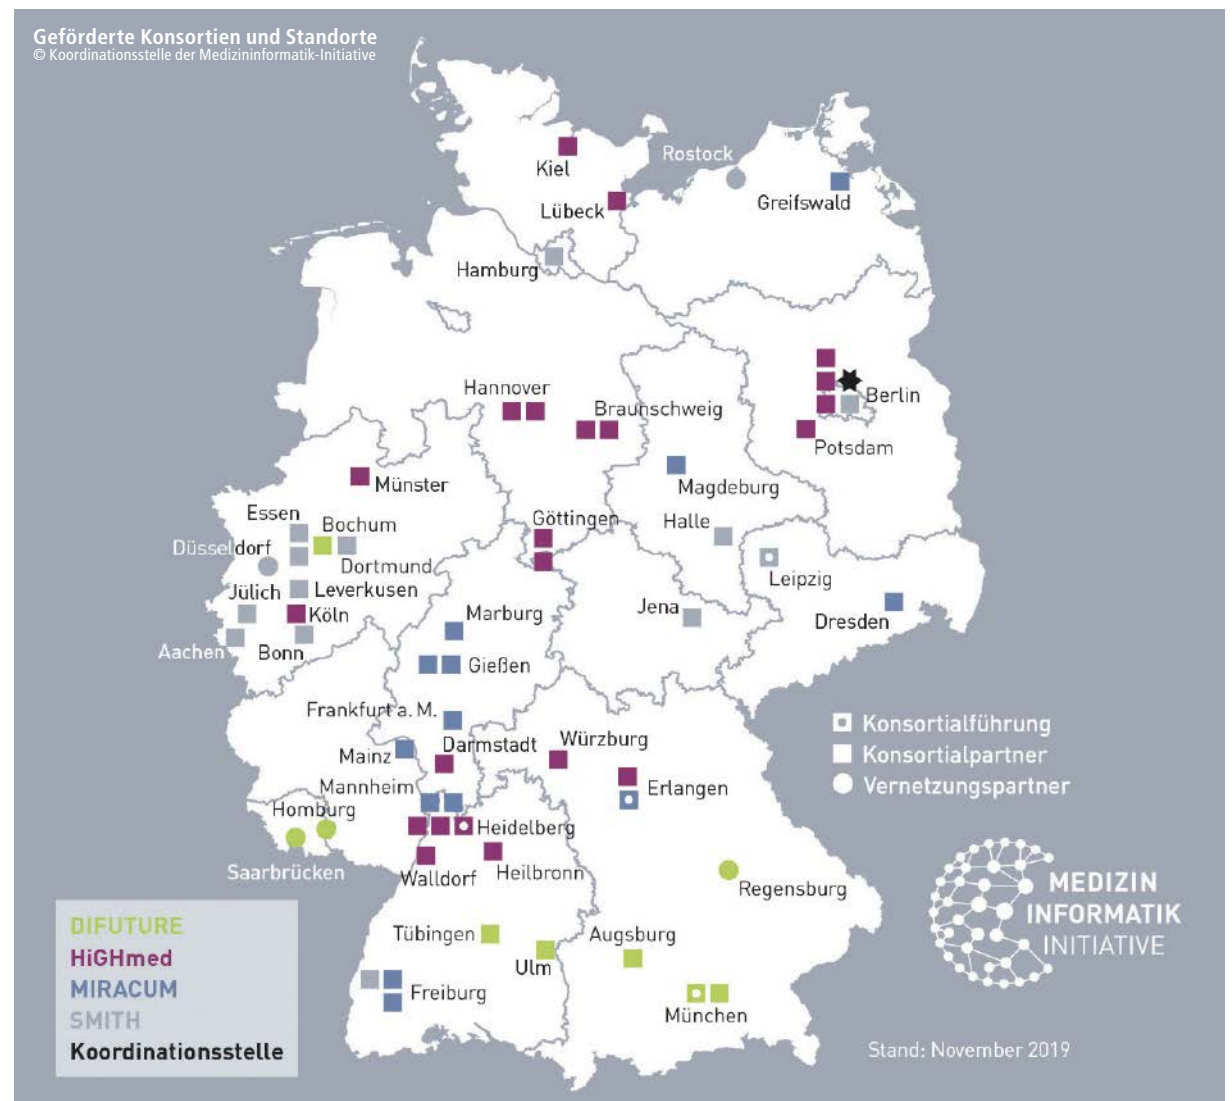 Geförderte Konsortien und Standorte
© Koordinationsstelle der Medizininformatik-Initiative
Kiel
Rostock
Lübeck
Greifswald
Hamburg
Hannover
Braunschweig
Berlin
Potsdam
Münster
Magdeburg
Essen
Bochum
Göttingen
Halle
Düsseldorf
Dortmund
Leipzig
Jülich
Leverkusen
Köln
Marburg
Jena
Dresden
Aachen
Bonn
Gießen
Frankfurt a. M.
Mainz
Darmstadt
Würzburg
Mannheim
Erlangen
Homburg
Heidelberg
Saarbrücken
Walldorf
Heilbronn
Regensburg
Tübingen
Ulm
Augsburg
Freiburg
München
Konsortialführung
Konsortialpartner
Vernetzungspartner
MEDIZIN
INFORMATIK
INITIATIVE
DIFUTURE
HiGHmed
MIRACUM
SMITH
Koordinationsstelle
Stand: November 2019